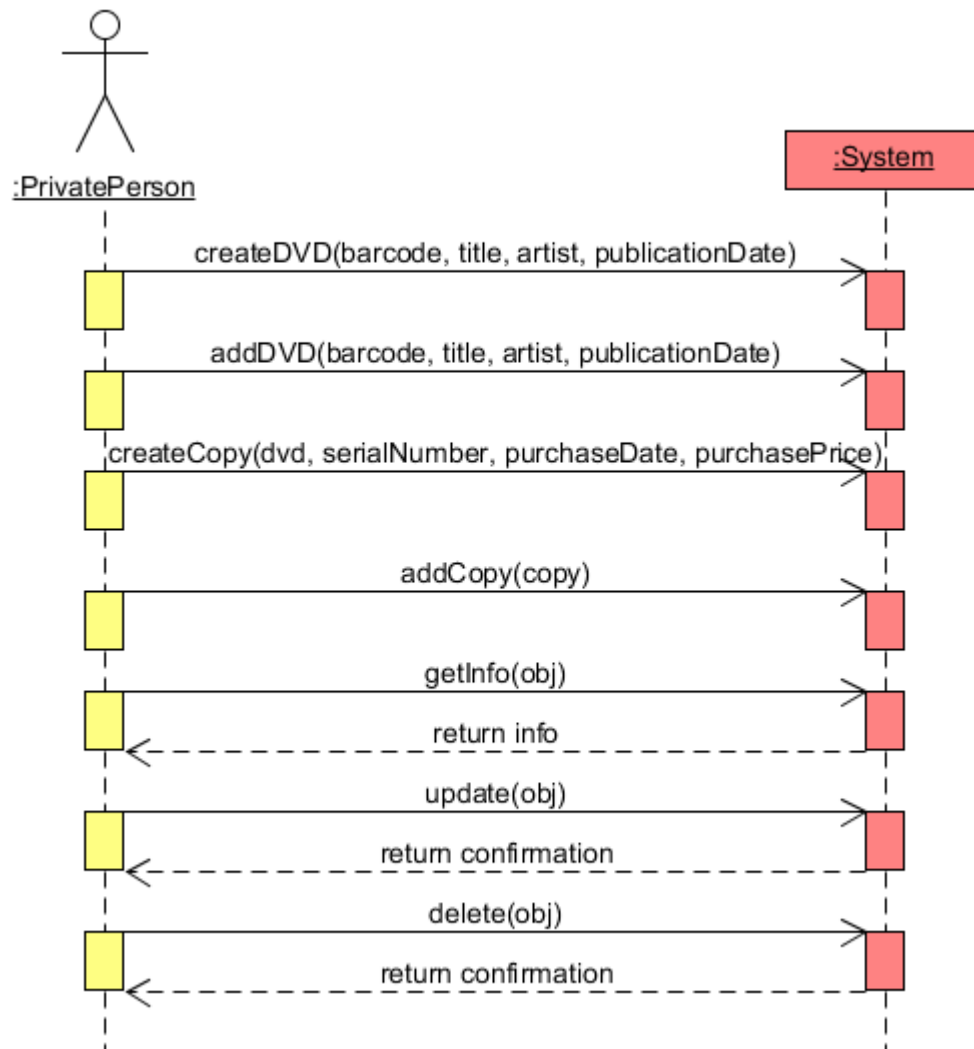 :PrivatePerson
:System
createDVD(barcode, title, artist, publicationDate)
addDVD(barcode, title, artist, publicationDate)
createCopy(dvd, serialNumber, purchaseDate, purchasePrice)
addCopy(copy)
getInfo(obj)
return info
update(obj)
return confirmation
delete(obj)
return confirmation